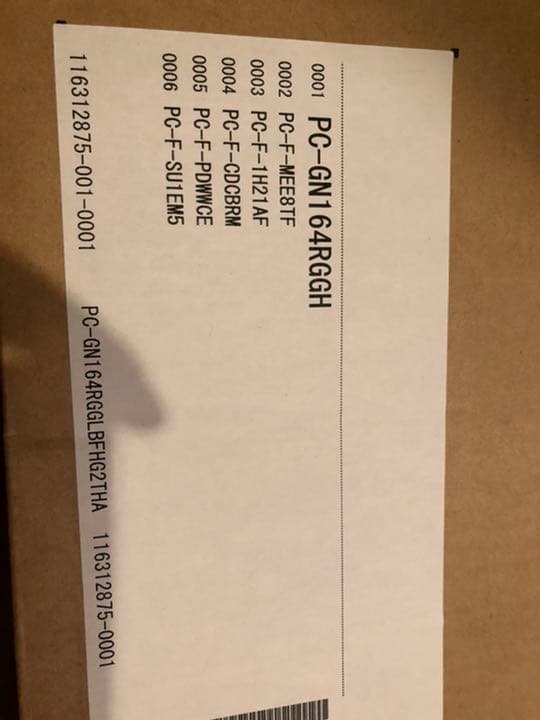 0001 PC-GN164RGGH
0002 PC-F-MEE8TF
0003 PC-F-1H21AF
0004 PC-F-CDCBRM
0005 PC-F-PDWWCE
0006 PC-F-SU1EM5
116312875-001-0001 PC-GN164RGGLBFHG2THA 116312875-0001